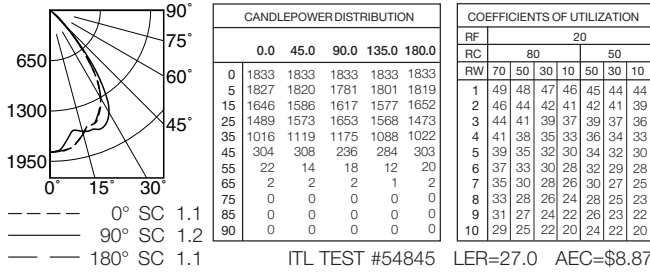 90°
75°
60°
45°
650
1300
1950
0° 15° 30°
0° SC 1.1
90° SC 1.2
180° SC 1.1
CANDLEPOWER DISTRIBUTION
0.0 45.0 90.0 135.0 180.0
0 1833 1833 1833 1833 1833
5 1827 1820 1781 1801 1819
15 1646 1586 1617 1577 1652
25 1489 1573 1653 1568 1473
35 1016 1119 1175 1088 1022
45 304 308 236 284 303
55 22 14 18 12 20
65 2 2 2 1 2
75 0 0 0 0 0
85 0 0 0 0 0
90 0 0 0 0 0
COEFFICIENTS OF UTILIZATION
RF 20
RC 80 50
RW 70 50 30 10 50 30 10
1 49 48 47 46 45 44 44
2 46 44 42 41 42 41 39
3 44 41 39 37 39 37 36
4 41 38 35 33 36 34 33
5 39 35 32 30 34 32 30
6 37 33 30 28 32 29 28
7 35 30 28 26 30 27 25
8 33 28 26 24 28 25 23
9 31 27 24 22 26 23 22
10 29 25 22 20 24 22 20
ITL TEST #54845 LER=27.0 AEC=$8.87